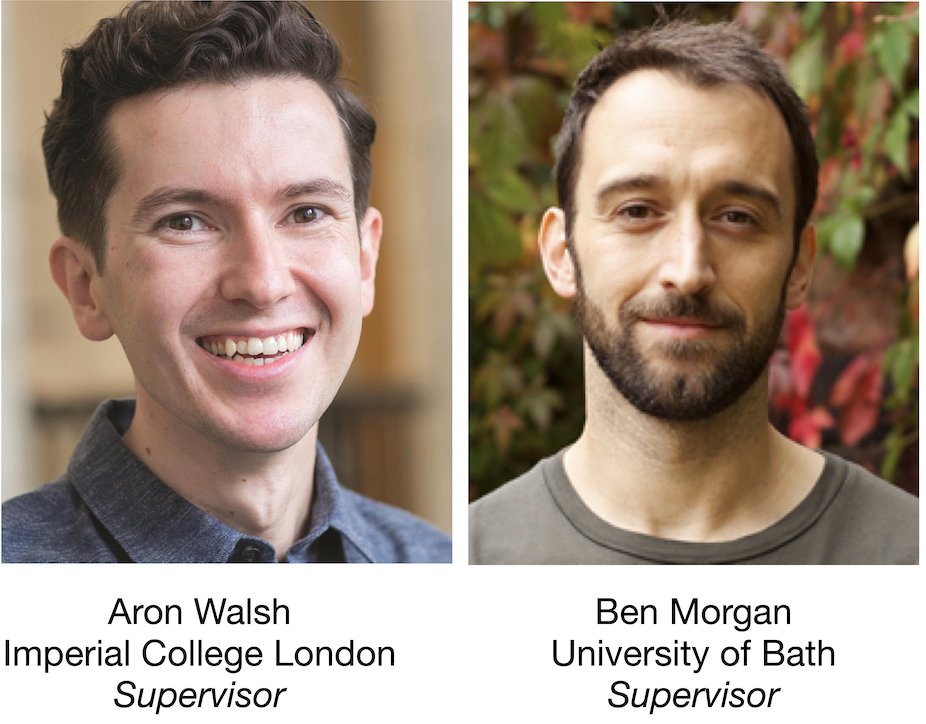 Aron Walsh
Imperial College London
Supervisor
Ben Morgan
University of Bath
Supervisor